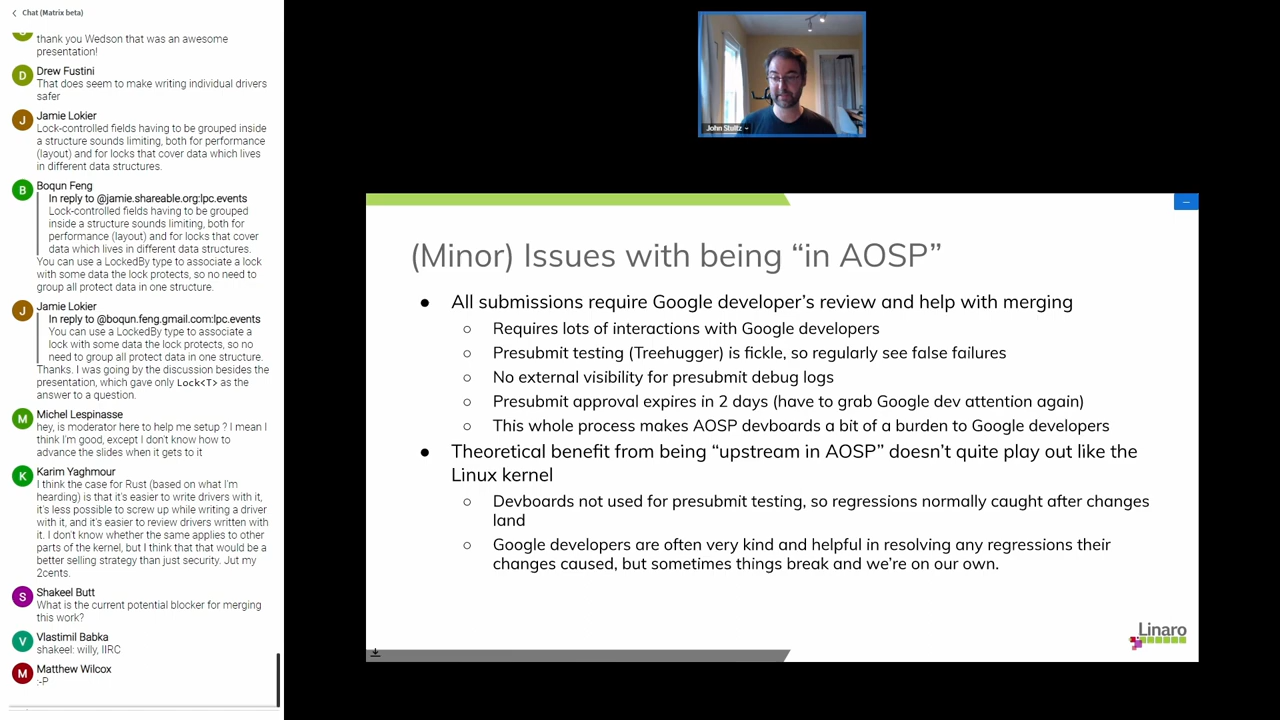 Chat (Matrix beta)
thank you Wedson that was an awesome
presentation!
D
Drew Fustini
That does seem to make writing individual drivers
safer
J
Jamie Lokier
Lock-controlled fields having to be grouped inside
a structure sounds limiting, both for performance
(layout) and for locks that cover data which lives
in different data structures.
B
Boqun Feng
In reply to @jamie.shareable.org:lpc.events
Lock-controlled fields having to be grouped
inside a structure sounds limiting, both for
performance (layout) and for locks that cover
data which lives in different data structures.
You can use a LockedBy type to associate a lock
with some data the lock protects, so no need to
group all protect data in one structure.
J
Jamie Lokier
In reply to @boqun.feng.gmail.com:lpc.events
You can use a LockedBy type to associate a
lock with some data the lock protects, so no
need to group all protect data in one structure.
Thanks. I was going by the discussion besides the
presentation, which gave only Lock<T> as the
answer to a question.
M
Michel Lespinasse
hey, is moderator here to help me setup ? I mean I
think I'm good, except I don't know how to
advance the slides when it gets to it
K
Karim Yaghmour
I think the case for Rust (based on what I'm
hearding) is that it's easier to write drivers with it,
it's less possible to screw up while writing a driver
with it, and it's easier to review drivers written with
it. I don't know whether the same applies to other
parts of the kernel, but I think that that would be a
better selling strategy than just security. Jut my
2cents.
S
Shakeel Butt
What is the current potential blocker for merging
this work?
V
Vlastimil Babka
shakeel: willy, IIRC
M
Matthew Wilcox
:-P
John Stultz
(Minor) Issues with being “in AOSP”
● All submissions require Google developer’s review and help with merging
○ Requires lots of interactions with Google developers
○ Presubmit testing (Treehugger) is fickle, so regularly see false failures
○ No external visibility for presubmit debug logs
○ Presubmit approval expires in 2 days (have to grab Google dev attention again)
○ This whole process makes AOSP devboards a bit of a burden to Google developers
● Theoretical benefit from being “upstream in AOSP” doesn’t quite play out like the
Linux kernel
○ Devboards not used for presubmit testing, so regressions normally caught after changes
land
○ Google developers are often very kind and helpful in resolving any regressions their
changes caused, but sometimes things break and we’re on our own.
Linaro